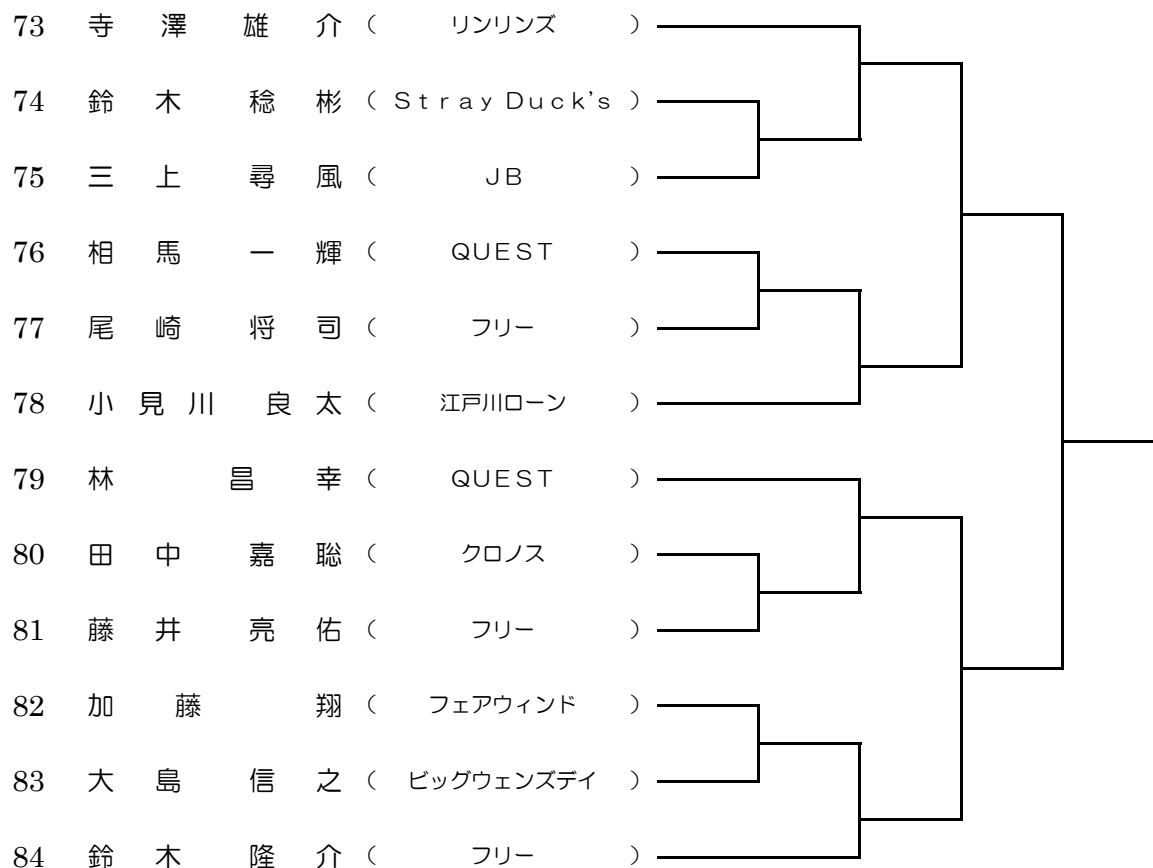 73 寺澤 雄介 ( リンリンズ )
74 鈴木 稔彬 ( Stray Duck's )
75 三上 尋風 ( JB )
76 相馬 一輝 ( QUEST )
77 尾崎 将司 ( フリー )
78 小見川 良太 ( 江戸川ローン )
79 林 昌幸 ( QUEST )
80 田中 嘉聡 ( クロノス )
81 藤井 亮佑 ( フリー )
82 加藤 翔 ( フェアウィンド )
83 大島 信之 ( ビッグウェンズデイ )
84 鈴木 隆介 ( フリー )